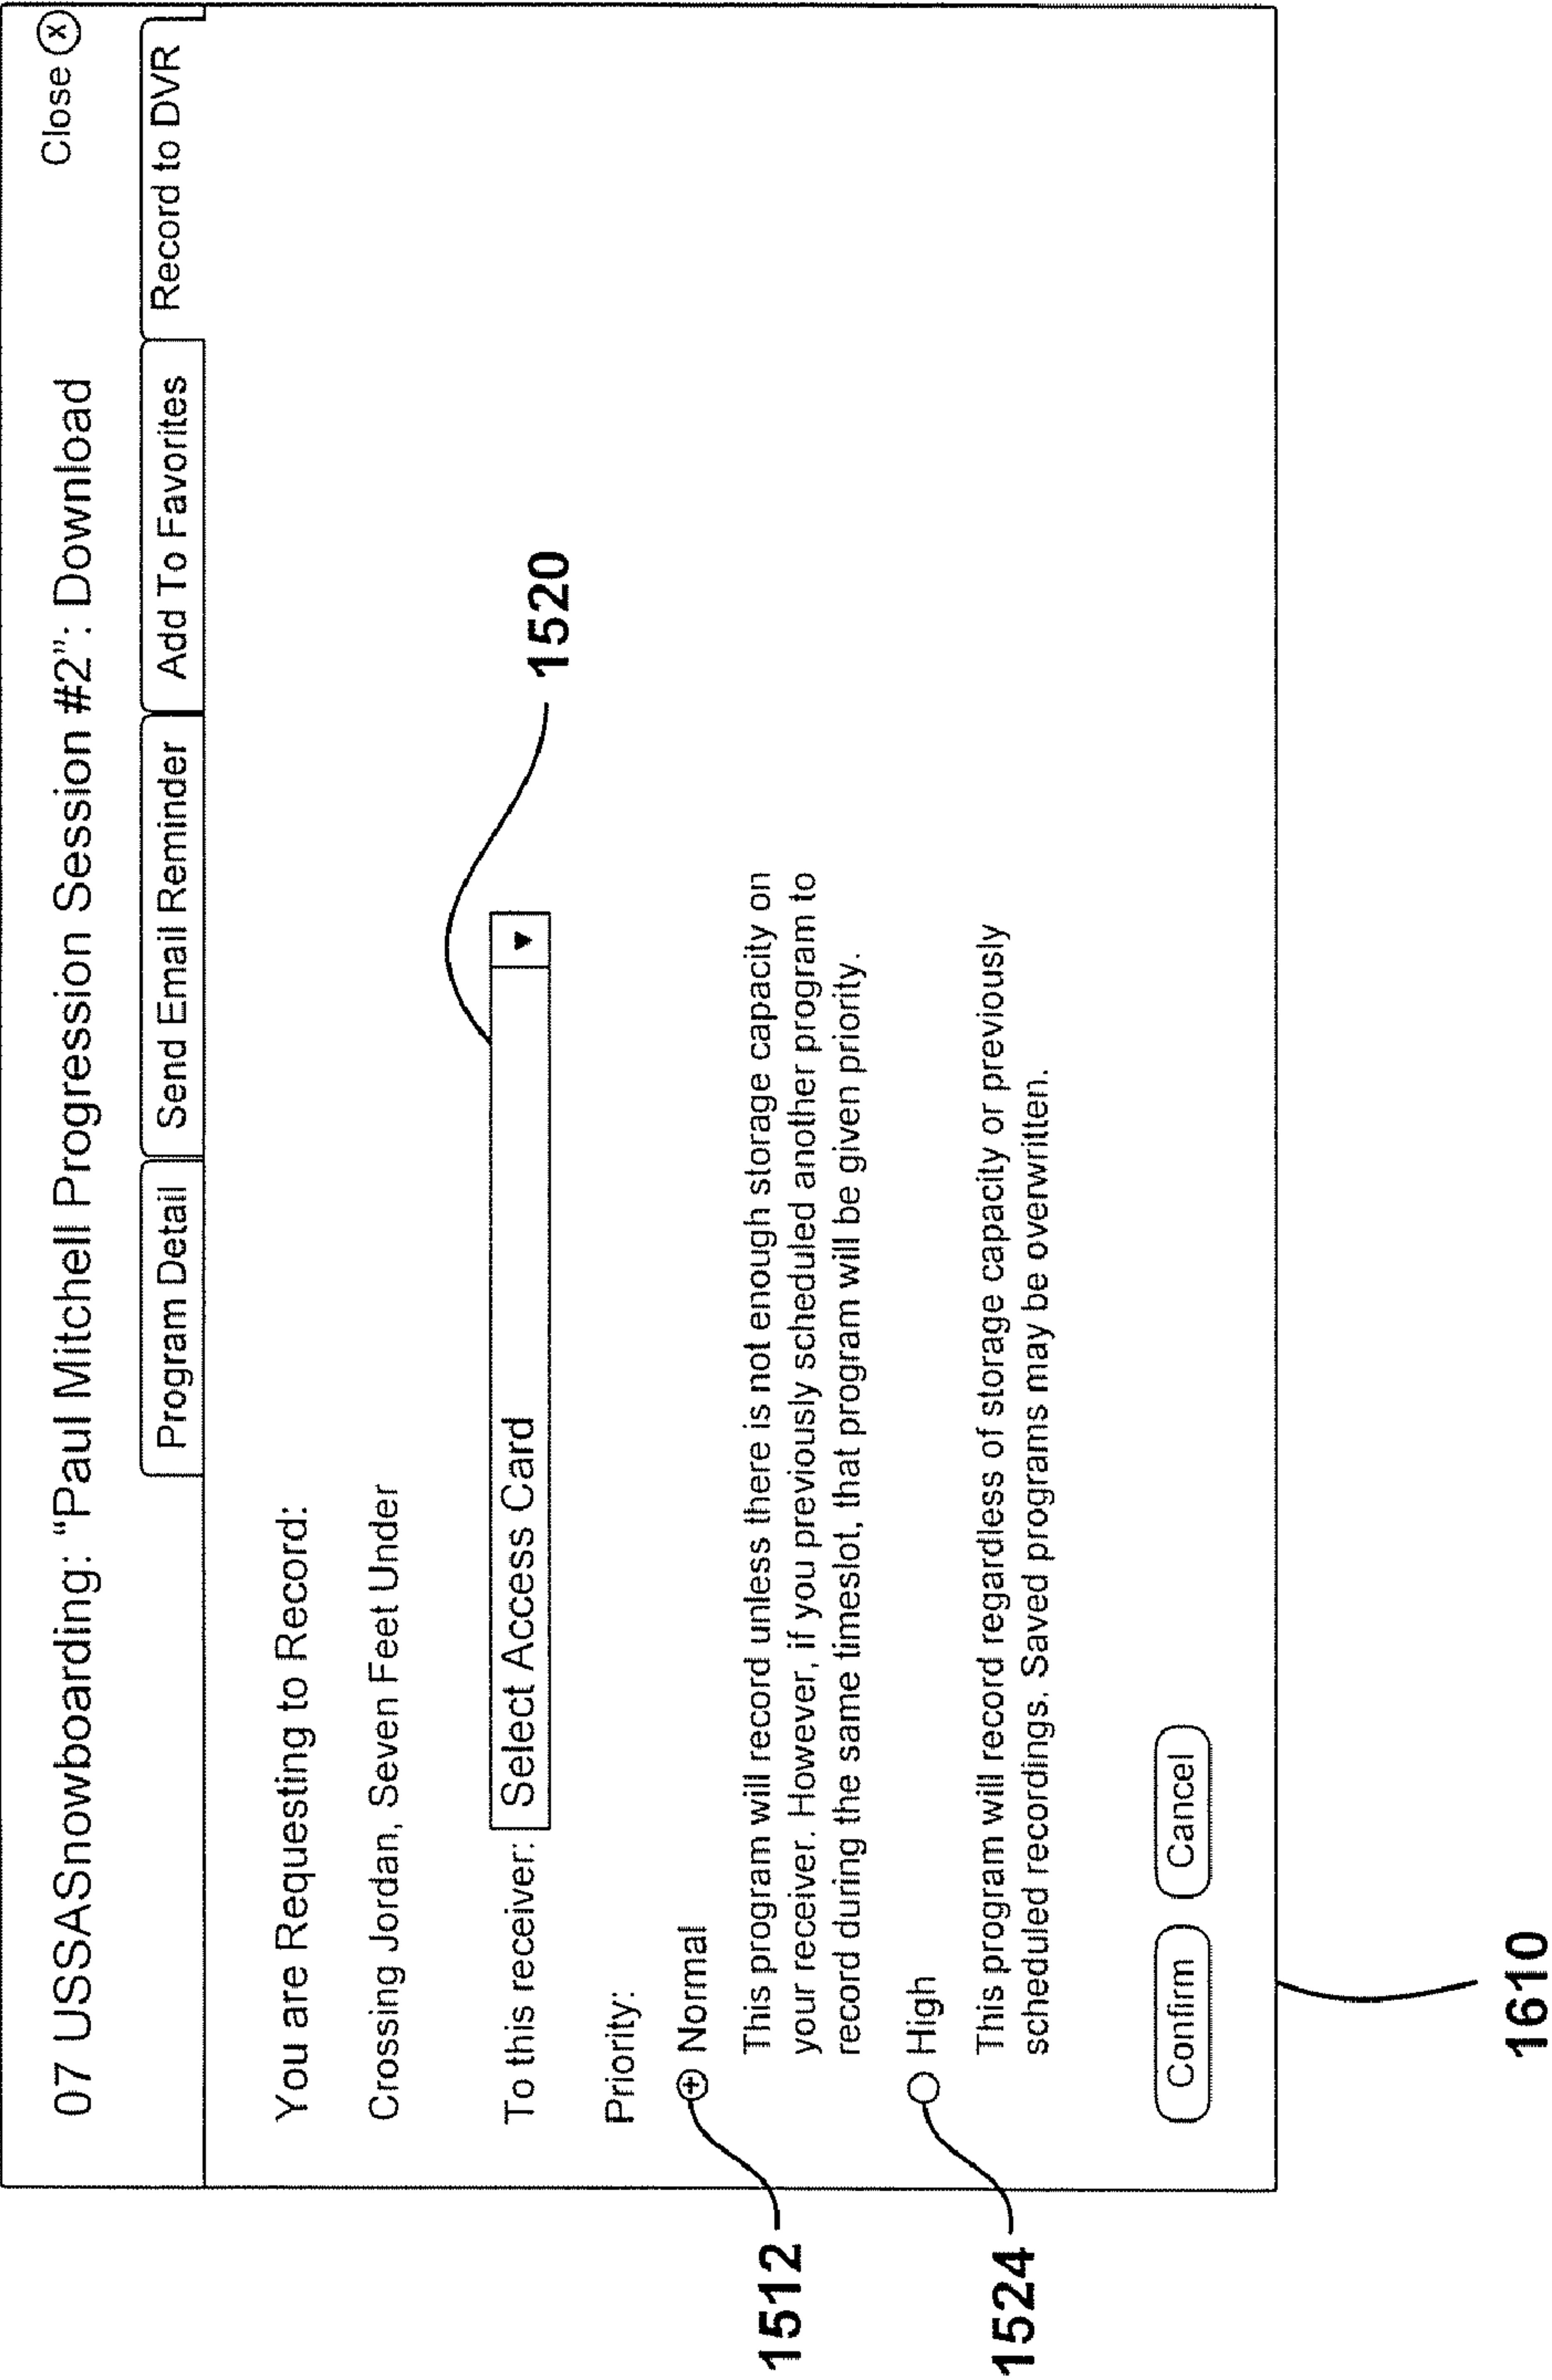 07 USSASnowboarding: “Paul Mitchell Progression Session #2”: Download
Close x
Program Detail
Send Email Reminder
Add To Favorites
Record to DVR
You are Requesting to Record:
Crossing Jordan, Seven Feet Under
To this receiver: Select Access Card
1520
Priority:
Normal
1512
This program will record unless there is not enough storage capacity on
your receiver. However, if you previously scheduled another program to
record during the same timeslot, that program will be given priority.
High
1524
This program will record regardless of storage capacity or previously
scheduled recordings. Saved programs may be overwritten.
Confirm
Cancel
1610